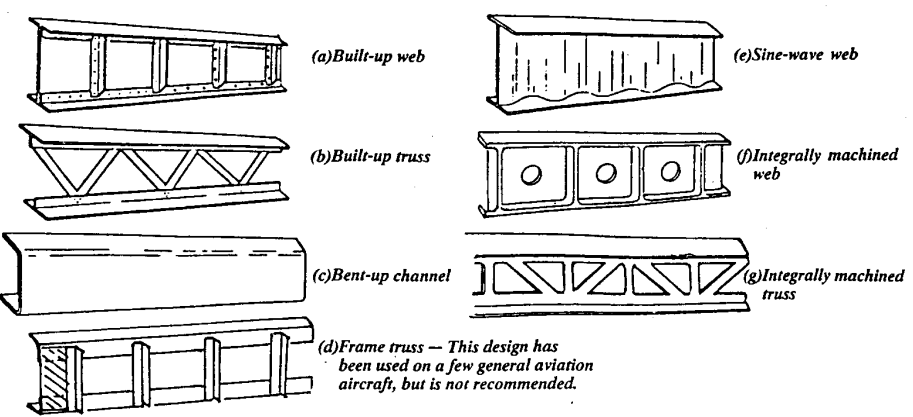 (a)Built-up web
(b)Built-up truss
(c)Bent-up channel
(d)Frame truss — This design has
been used on a few general aviation
aircraft, but is not recommended.
(e)Sine-wave web
(f)Integrally machined
web
(g)Integrally machined
truss